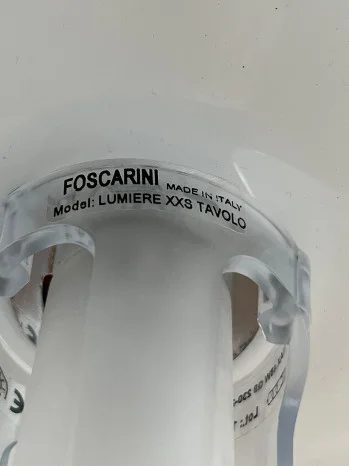 FOSCARINI MADE IN ITALY
Model: LUMIERE XXS TAVOLO